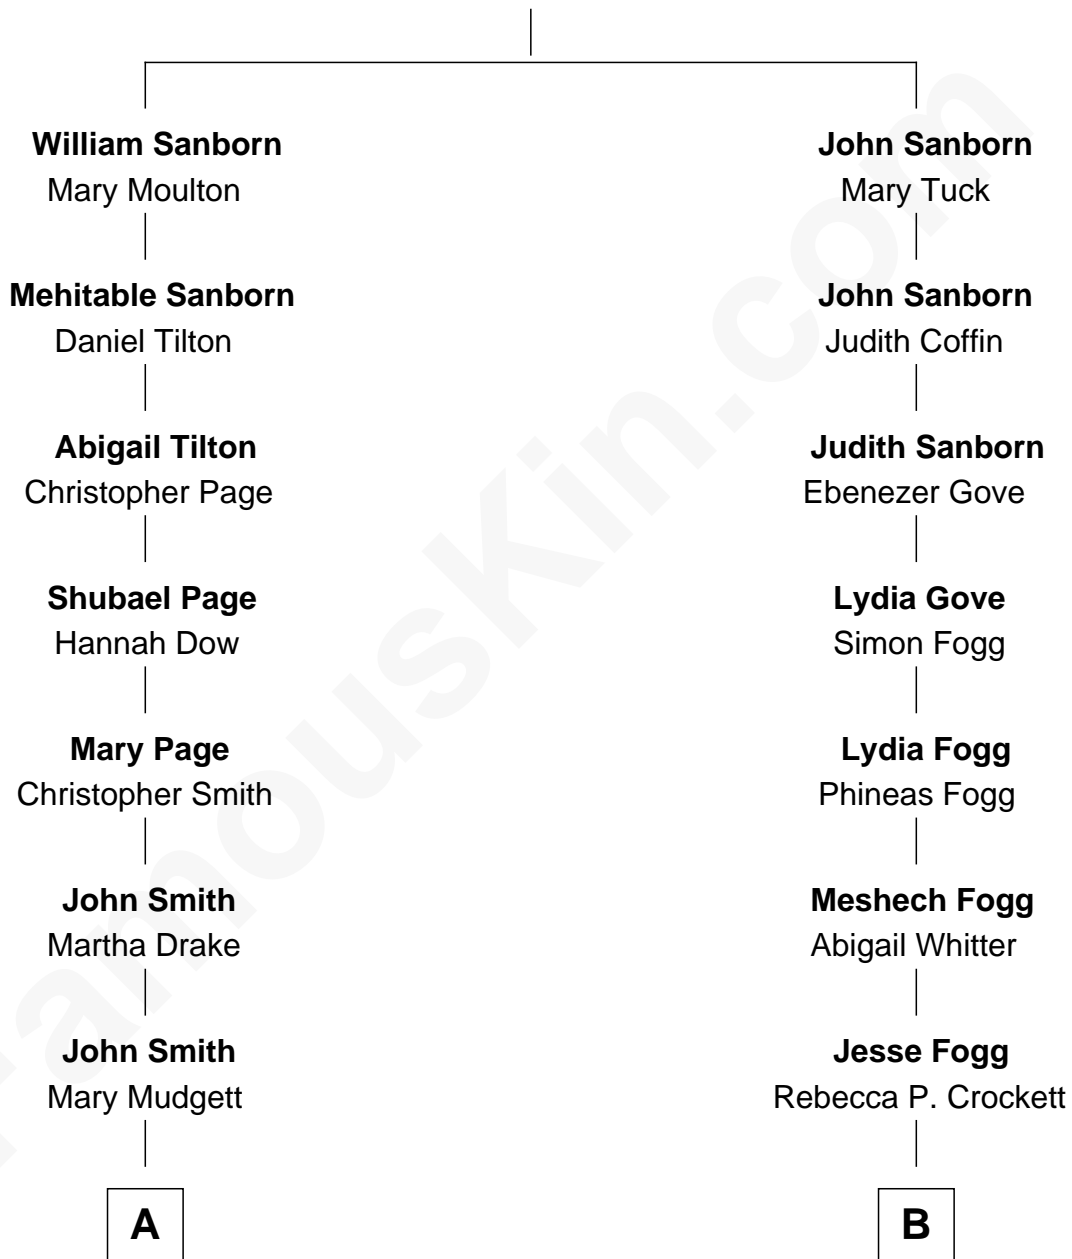 William Sanborn
Mary Moulton
John Sanborn
Mary Tuck
Mehitable Sanborn
Daniel Tilton
John Sanborn
Judith Coffin
Abigail Tilton
Christopher Page
Judith Sanborn
Ebenezer Gove
Shubael Page
Hannah Dow
Lydia Gove
Simon Fogg
Mary Page
Christopher Smith
Lydia Fogg
Phineas Fogg
John Smith
Martha Drake
Meshech Fogg
Abigail Whitter
John Smith
Mary Mudgett
Jesse Fogg
Rebecca P. Crockett
A
B
FamousKin.com